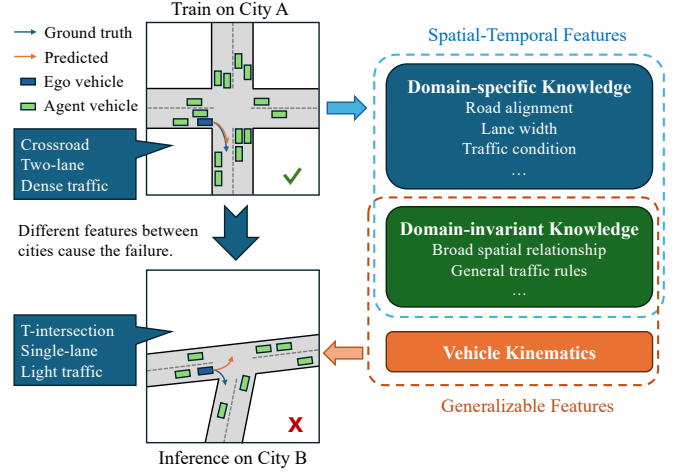 Train on City A
Ground truth
Predicted
Ego vehicle
Agent vehicle
Crossroad
Two-lane
Dense traffic
Different features between
cities cause the failure.
T-intersection
Single-lane
Light traffic
X
Inference on City B
Spatial-Temporal Features
Domain-specific Knowledge
Road alignment
Lane width
Traffic condition
...
Domain-invariant Knowledge
Broad spatial relationship
General traffic rules
...
Vehicle Kinematics
Generalizable Features